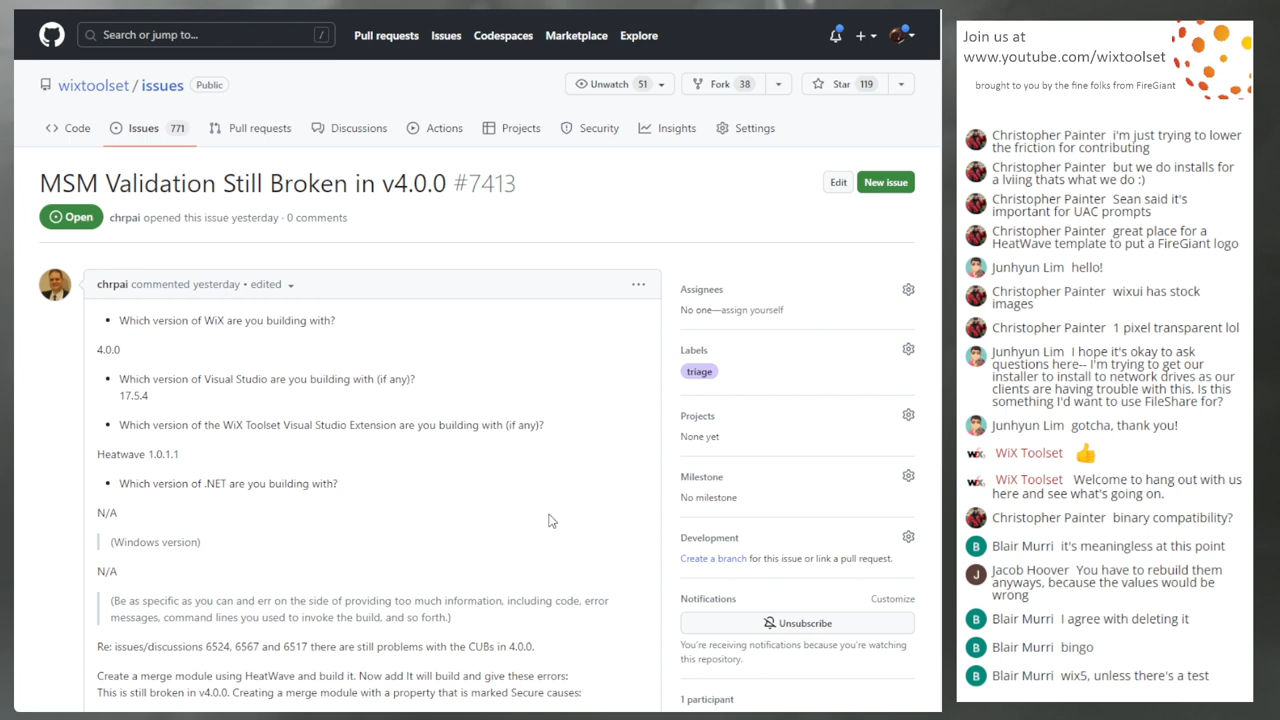 Search or jump to...
/
Pull requests
Issues
Codespaces
Marketplace
Explore
wixtoolset / issues
Public
Unwatch 51
Fork 38
Star 119
Code
Issues 771
Pull requests
Discussions
Actions
Projects
Security
Insights
Settings
MSM Validation Still Broken in v4.0.0 #7413
Edit
New issue
Open
chrpai opened this issue yesterday · 0 comments
chrpai commented yesterday • edited
• Which version of WiX are you building with?
4.0.0
• Which version of Visual Studio are you building with (if any)?
17.5.4
• Which version of the WiX Toolset Visual Studio Extension are you building with (if any)?
Heatwave 1.0.1.1
• Which version of .NET are you building with?
N/A
(Windows version)
N/A
(Be as specific as you can and err on the side of providing too much information, including code, error
messages, command lines you used to invoke the build, and so forth.)
Re: issues/discussions 6524, 6567 and 6517 there are still problems with the CUBs in 4.0.0.
Create a merge module using HeatWave and build it. Now add It will build and give these errors:
This is still broken in v4.0.0. Creating a merge module with a property that is marked Secure causes:
Assignees
No one—assign yourself
Labels
triage
Projects
None yet
Milestone
No milestone
Development
Create a branch for this issue or link a pull request.
Notifications
Customize
Unsubscribe
You're receiving notifications because you're watching
this repository.
1 participant
Join us at
www.youtube.com/wixtoolset
brought to you by the fine folks from FireGiant
Christopher Painter i'm just trying to lower
the friction for contributing
Christopher Painter but we do installs for
a lving thats what we do :)
Christopher Painter Sean said it's
important for UAC prompts
Christopher Painter great place for a
HeatWave template to put a FireGiant logo
Junhyun Lim hello!
Christopher Painter wixui has stock
images
Christopher Painter 1 pixel transparent lol
Junhyun Lim I hope it's okay to ask
questions here-- I'm trying to get our
installer to install to network drives as our
clients are having trouble with this. Is this
something I'd want to use FileShare for?
Junhyun Lim gotcha, thank you!
WiX WiX Toolset 👍
WiX WiX Toolset Welcome to hang out with us
here and see what's going on.
Christopher Painter binary compatibility?
B Blair Murri it's meaningless at this point
J Jacob Hoover You have to rebuild them
anyways, because the values would be
wrong
B Blair Murri I agree with deleting it
B Blair Murri bingo
B Blair Murri wix5, unless there's a test